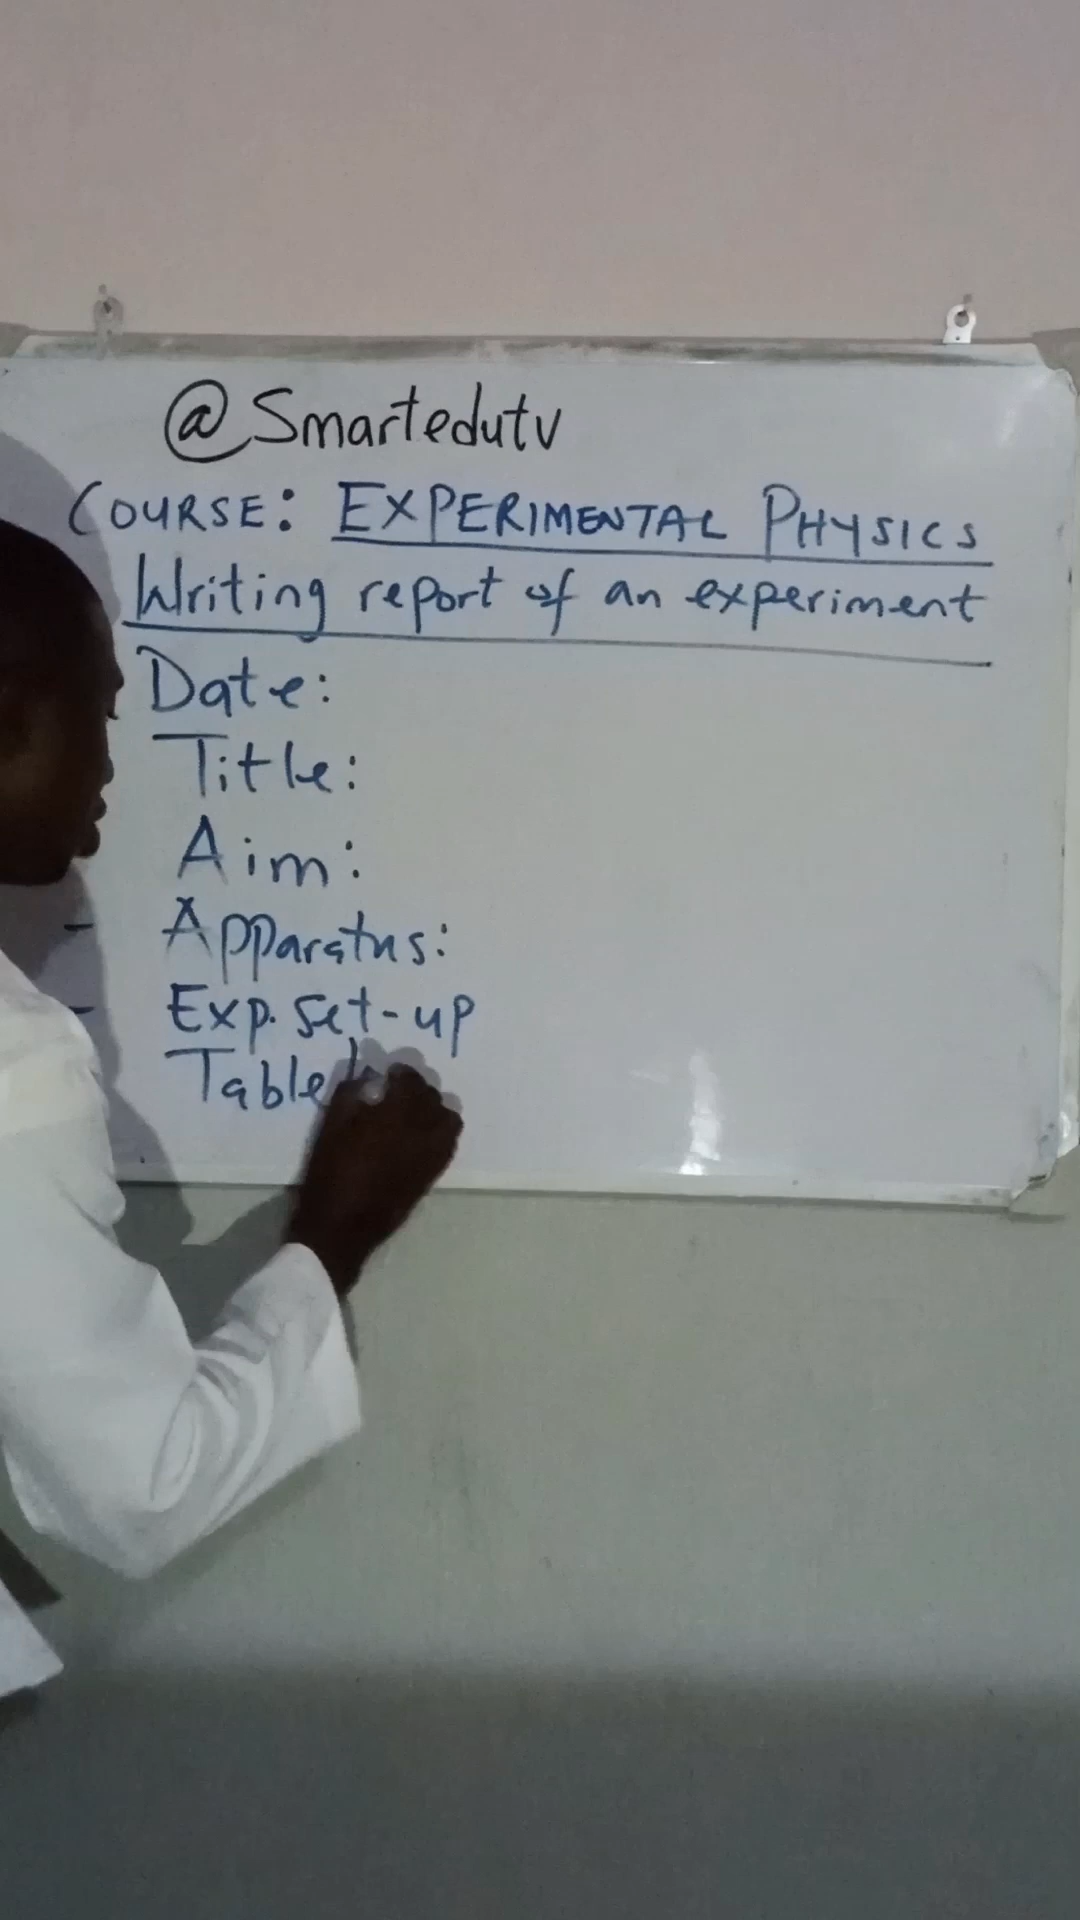 @Smartedutv
COURSE: EXPERIMENTAL PHYSICS
Writing report of an experiment
Date:
Title:
Aim:
Apparatus:
Exp. Set-up
Table